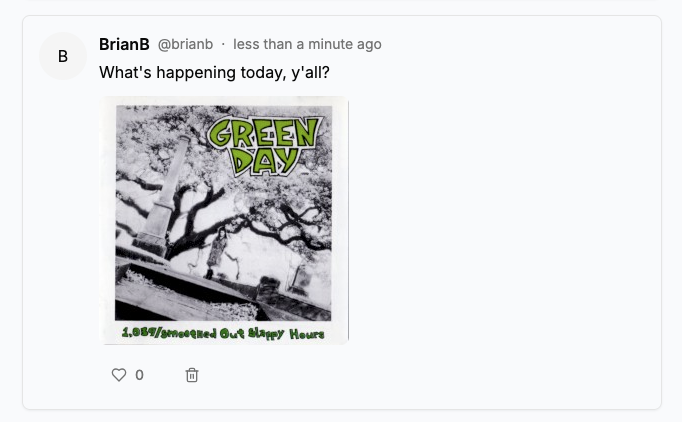 B
BrianB @brianb · less than a minute ago
What's happening today, y'all?
GREEN
DAY
1,039/Smoothed Out Slappy Hours
0